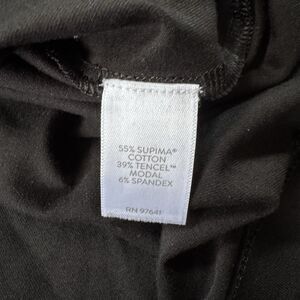 55% SUPIMA®
COTTON
39% TENCEL™
MODAL
6% SPANDEX
RN 97641